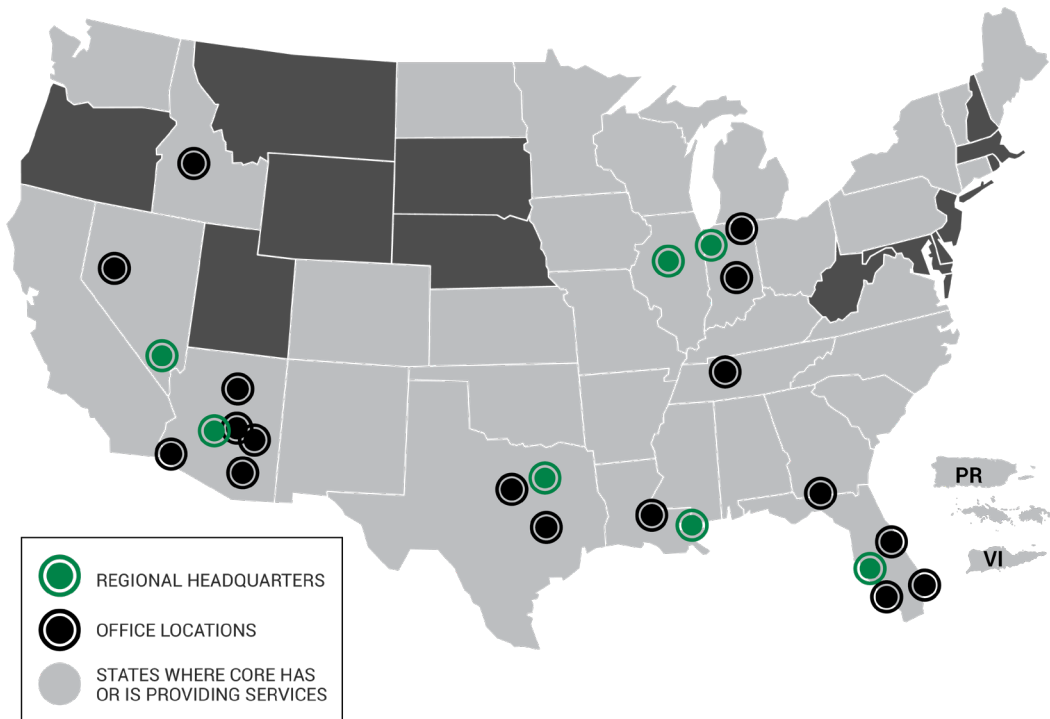 PR
VI
REGIONAL HEADQUARTERS
OFFICE LOCATIONS
STATES WHERE CORE HAS
OR IS PROVIDING SERVICES